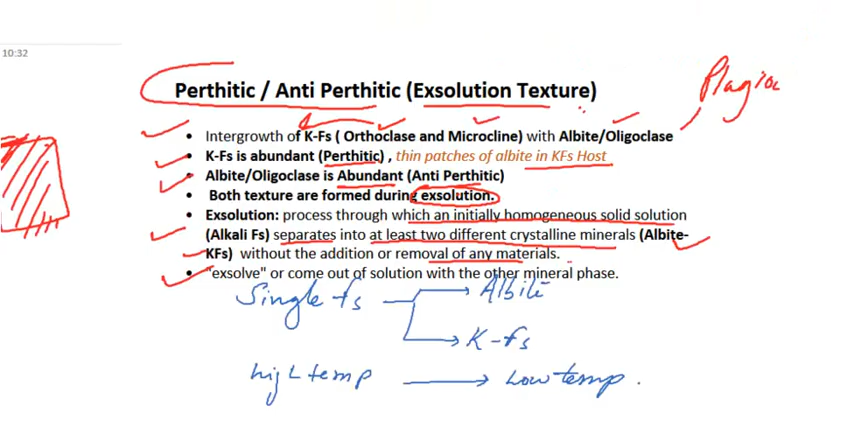 10:32
Perthitic / Anti Perthitic (Exsolution Texture)
Plagioc
• Intergrowth of K-Fs ( Orthoclase and Microcline) with Albite/Oligoclase
• K-Fs is abundant (Perthitic) , thin patches of albite in KFs Host
• Albite/Oligoclase is Abundant (Anti Perthitic)
• Both texture are formed during exsolution.
• Exsolution: process through which an initially homogeneous solid solution
(Alkali Fs) separates into at least two different crystalline minerals (Albite-
KFs) without the addition or removal of any materials.
• "exsolve" or come out of solution with the other mineral phase.
Single fs Albite
K-fs
high temp Low temp.